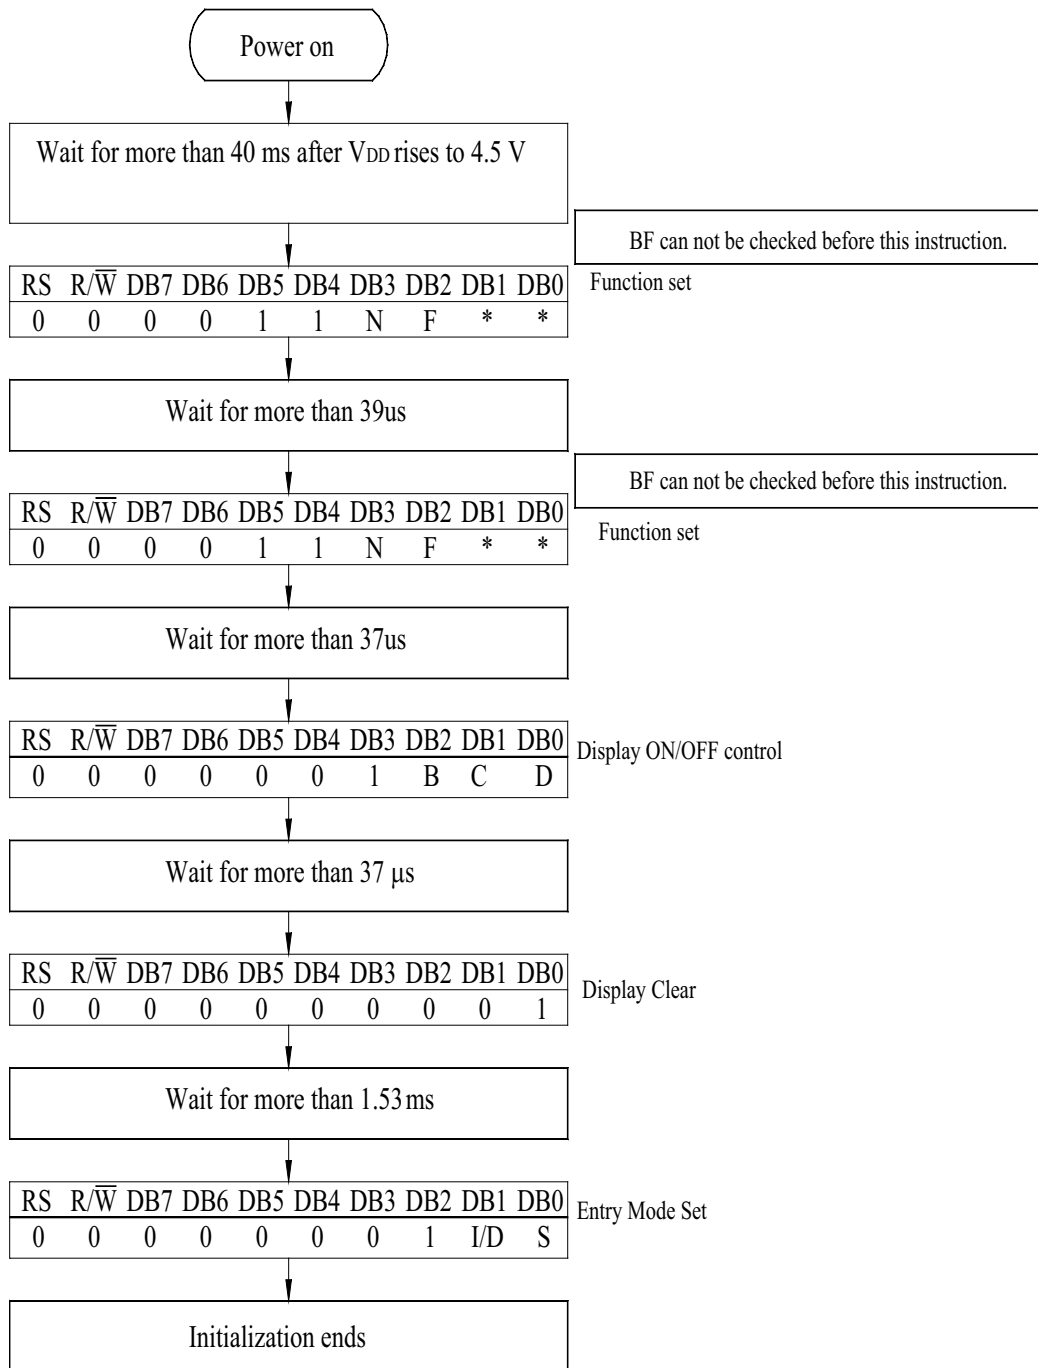 Power on
Wait for more than 40 ms after VDD rises to 4.5 V
BF can not be checked before this instruction.
RS R/W̅ DB7 DB6 DB5 DB4 DB3 DB2 DB1 DB0
Function set
0 0 0 0 1 1 N F * *
Wait for more than 39us
BF can not be checked before this instruction.
RS R/W̅ DB7 DB6 DB5 DB4 DB3 DB2 DB1 DB0
Function set
0 0 0 0 1 1 N F * *
Wait for more than 37us
RS R/W̅ DB7 DB6 DB5 DB4 DB3 DB2 DB1 DB0
Display ON/OFF control
0 0 0 0 0 0 1 B C D
Wait for more than 37 μs
RS R/W̅ DB7 DB6 DB5 DB4 DB3 DB2 DB1 DB0
Display Clear
0 0 0 0 0 0 0 0 0 1
Wait for more than 1.53 ms
RS R/W̅ DB7 DB6 DB5 DB4 DB3 DB2 DB1 DB0
Entry Mode Set
0 0 0 0 0 0 0 1 I/D S
Initialization ends